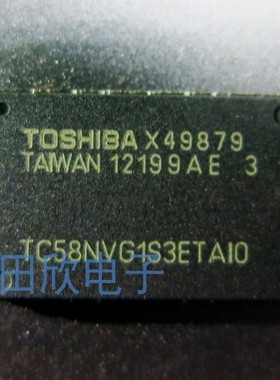 TOSHIBA X49879
TAIWAN 12199AE 3
TC58NVG1S3ETAI0
田欣电子